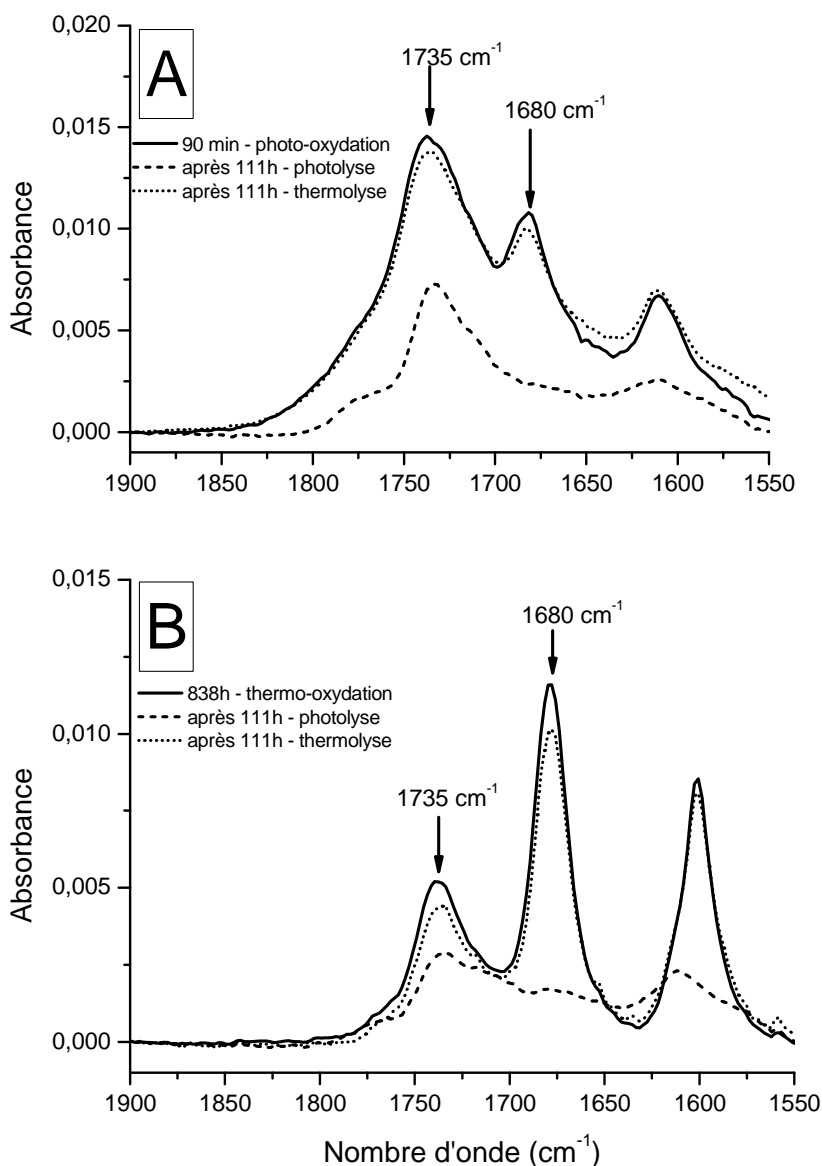 0,020
0,015
0,010
0,005
0,000
Absorbance
A
1735 cm⁻¹
1680 cm⁻¹
90 min - photo-oxydation
après 111h - photolyse
après 111h - thermolyse
1900 1850 1800 1750 1700 1650 1600 1550
0,015
0,010
0,005
0,000
Absorbance
B
1680 cm⁻¹
838h - thermo-oxydation
après 111h - photolyse
après 111h - thermolyse
1735 cm⁻¹
1900 1850 1800 1750 1700 1650 1600 1550
Nombre d'onde (cm⁻¹)